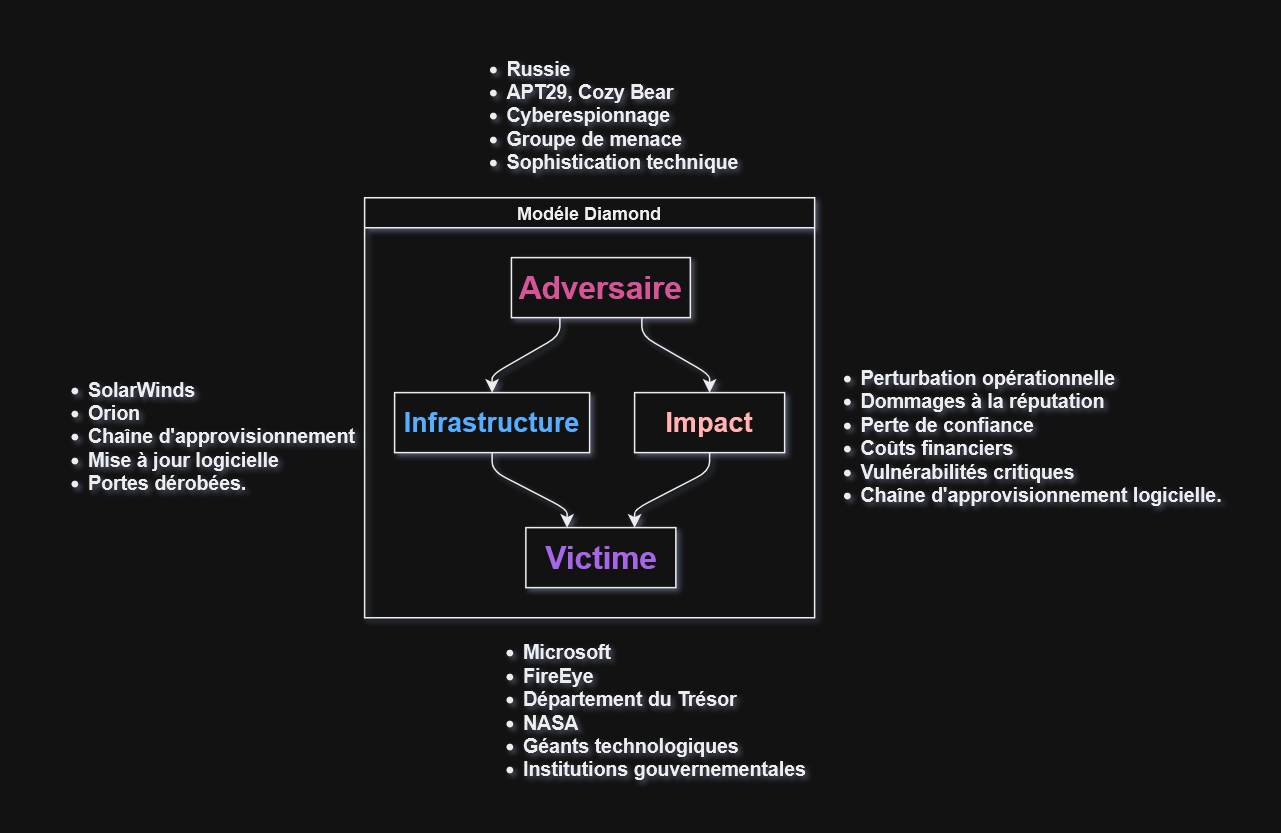 • Russie
• APT29, Cozy Bear
• Cyberespionnage
• Groupe de menace
• Sophistication technique
Modéle Diamond
Adversaire
• SolarWinds
• Orion
• Chaîne d'approvisionnement
• Mise à jour logicielle
• Portes dérobées.
Infrastructure
Impact
• Perturbation opérationnelle
• Dommages à la réputation
• Perte de confiance
• Coûts financiers
• Vulnérabilités critiques
• Chaîne d'approvisionnement logicielle.
Victime
• Microsoft
• FireEye
• Département du Trésor
• NASA
• Géants technologiques
• Institutions gouvernementales